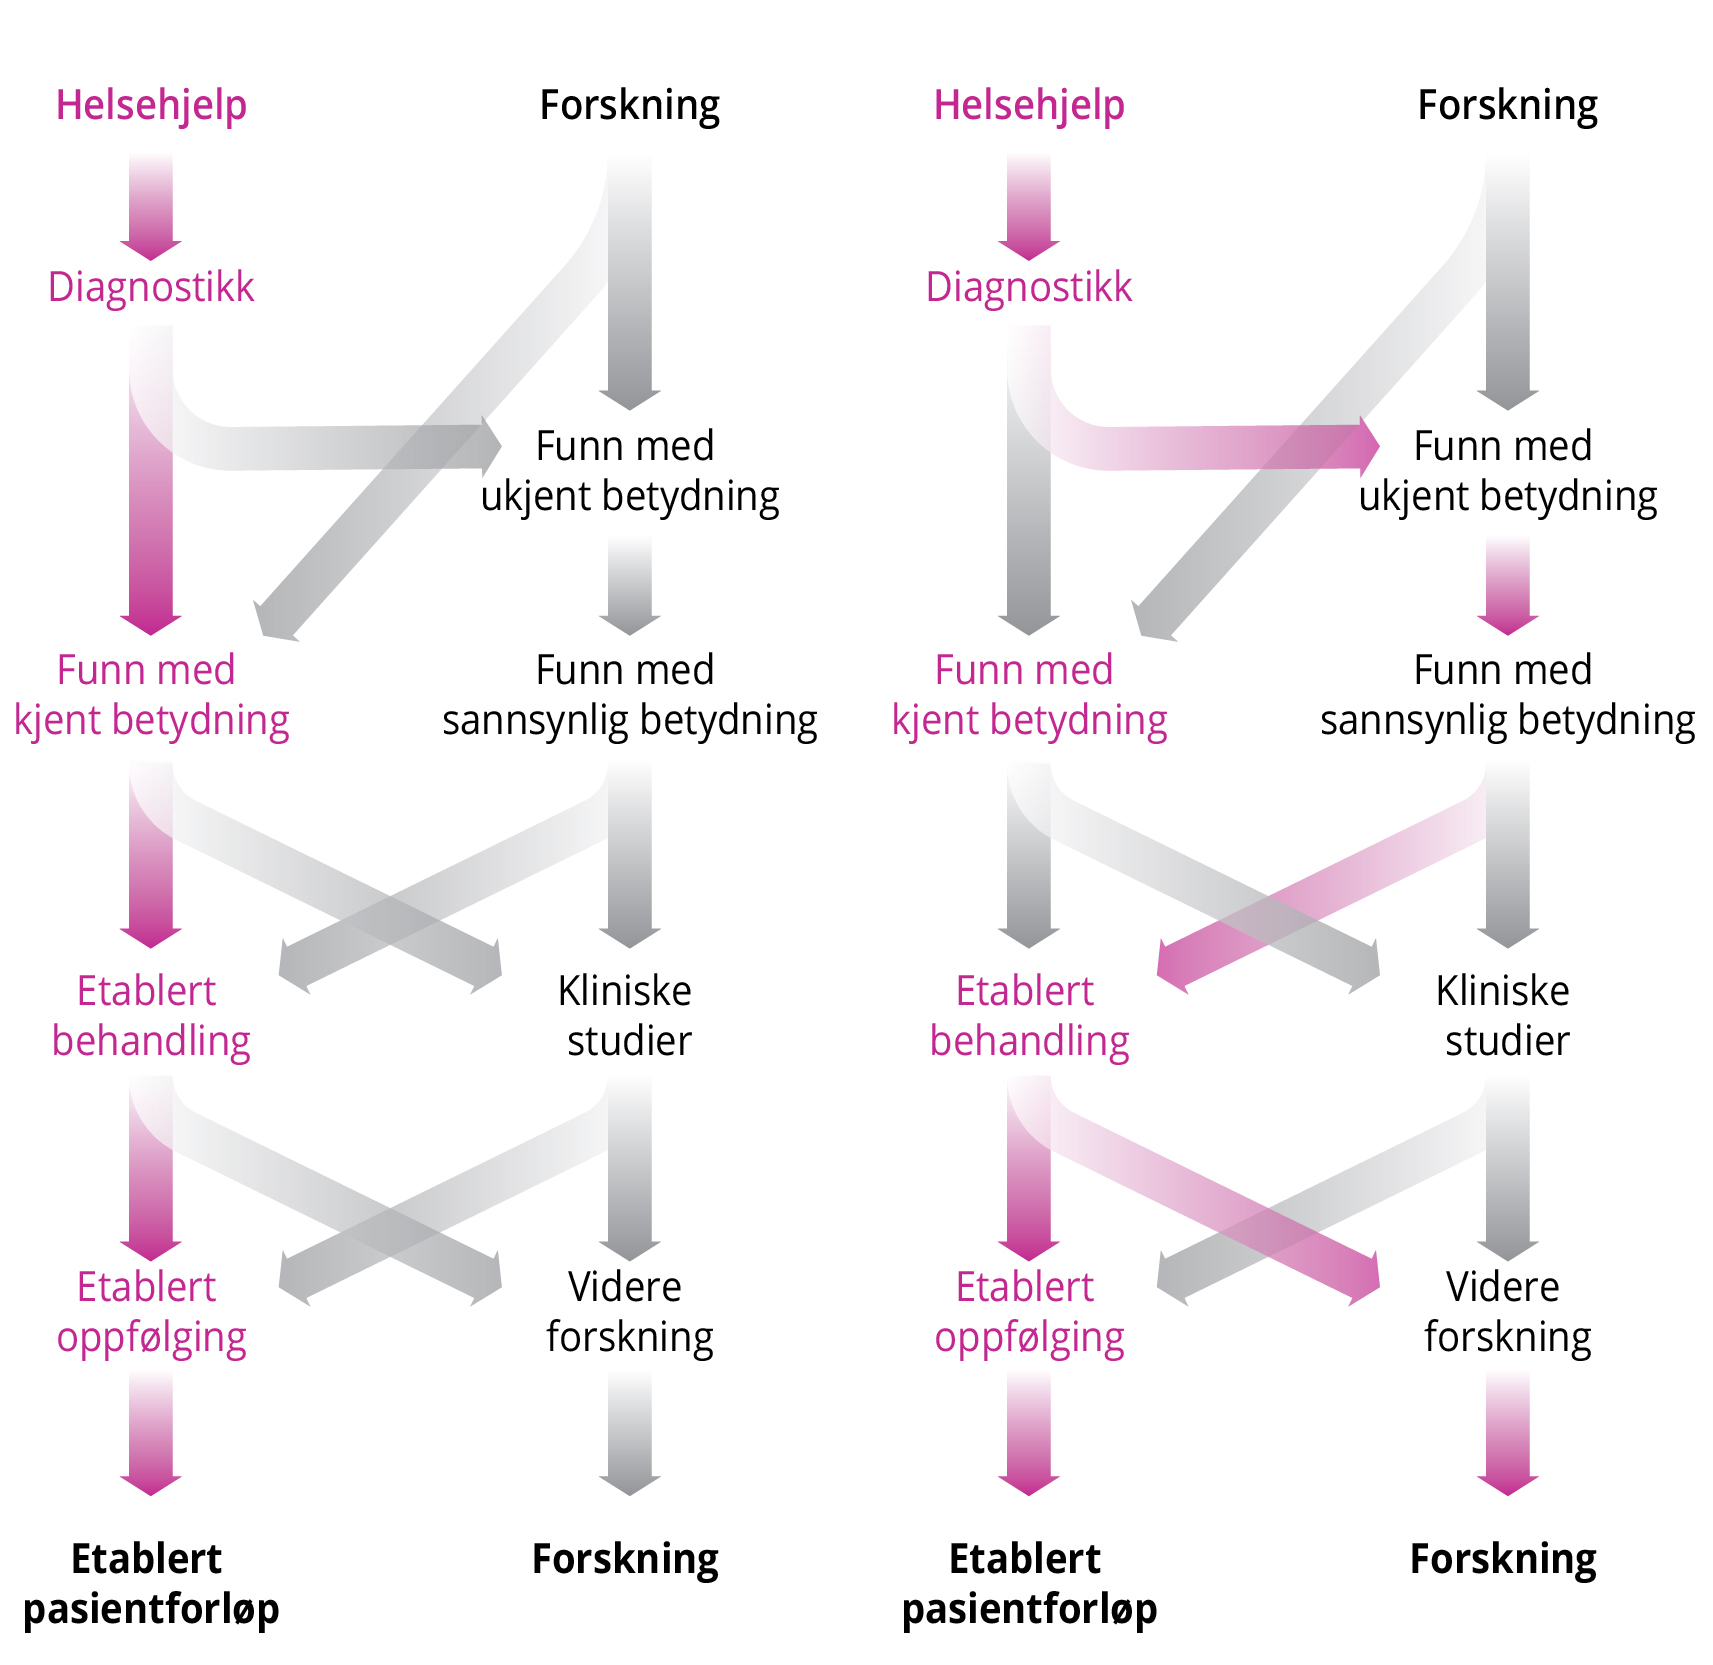 Helsehjelp
Forskning
Diagnostikk
Funn med
ukjent betydning
Funn med
kjent betydning
Funn med
sannsynlig betydning
Etablert
behandling
Kliniske
studier
Etablert
oppfølging
Videre
forskning
Etablert
pasientforløp
Forskning
Helsehjelp
Forskning
Diagnostikk
Funn med
ukjent betydning
Funn med
kjent betydning
Funn med
sannsynlig betydning
Etablert
behandling
Kliniske
studier
Etablert
oppfølging
Videre
forskning
Etablert
pasientforløp
Forskning